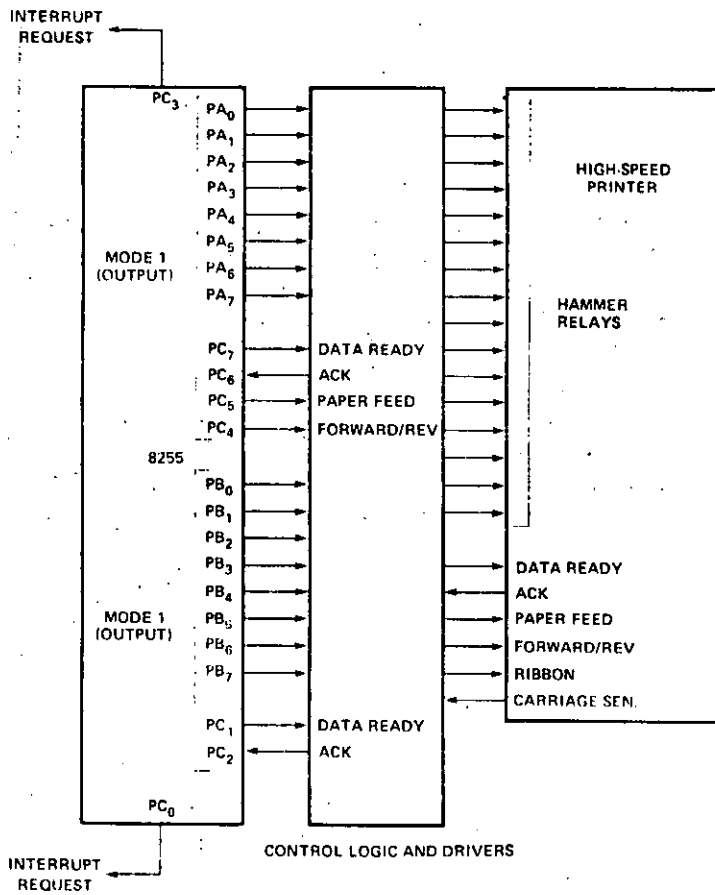 INTERRUPT
REQUEST
PC3
PA0
PA1
PA2
PA3
PA4
PA5
PA6
PA7
MODE 1
(OUTPUT)
PC7
PC6
PC5
PC4
8255
PB0
PB1
PB2
PB3
PB4
PB5
PB6
PB7
MODE 1
(OUTPUT)
PC1
PC2
PC0
INTERRUPT
REQUEST
DATA READY
ACK
PAPER FEED
FORWARD/REV
DATA READY
ACK
CONTROL LOGIC AND DRIVERS
HIGH-SPEED
PRINTER
HAMMER
RELAYS
DATA READY
ACK
PAPER FEED
FORWARD/REV
RIBBON
CARRIAGE SEN.